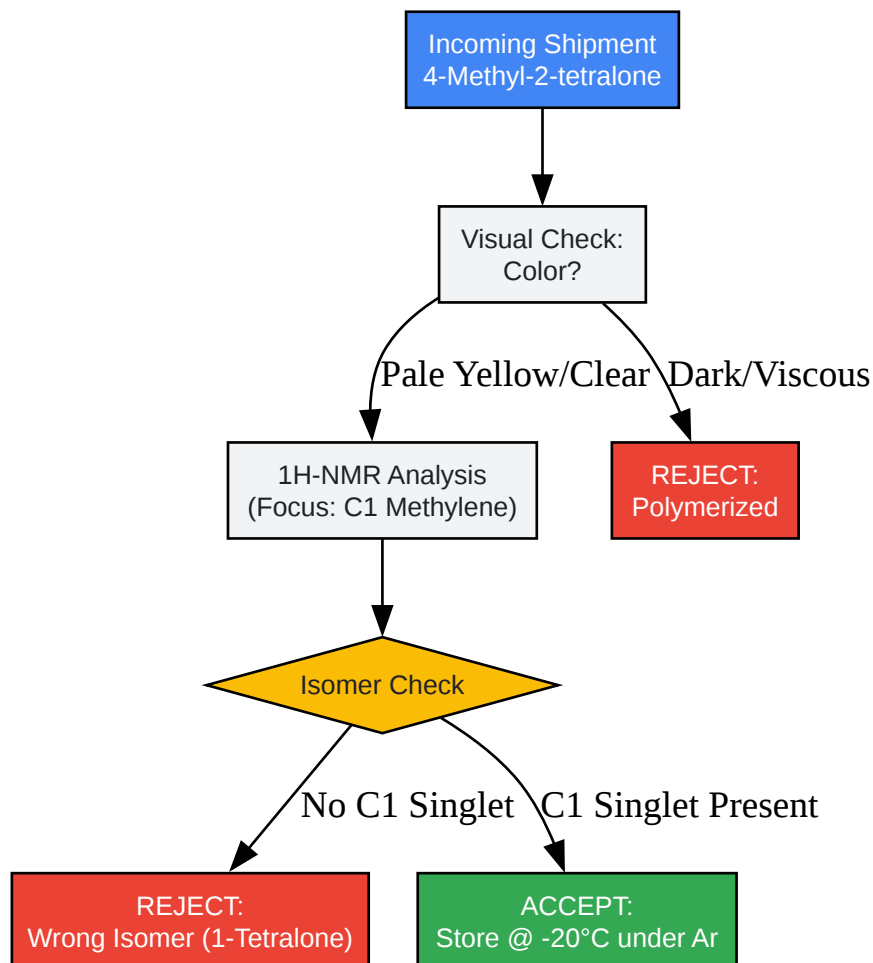 Incoming Shipment
4-Methyl-2-tetralone
Visual Check:
Color?
Pale Yellow/Clear
Dark/Viscous
1H-NMR Analysis
(Focus: C1 Methylene)
REJECT:
Polymerized
Isomer Check
No C1 Singlet
C1 Singlet Present
REJECT:
Wrong Isomer (1-Tetralone)
ACCEPT:
Store @ -20°C under Ar